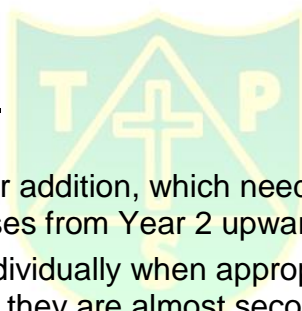 T P
S
r addition, which need
ses from Year 2 upwar
dividually when approp
they are almost seco